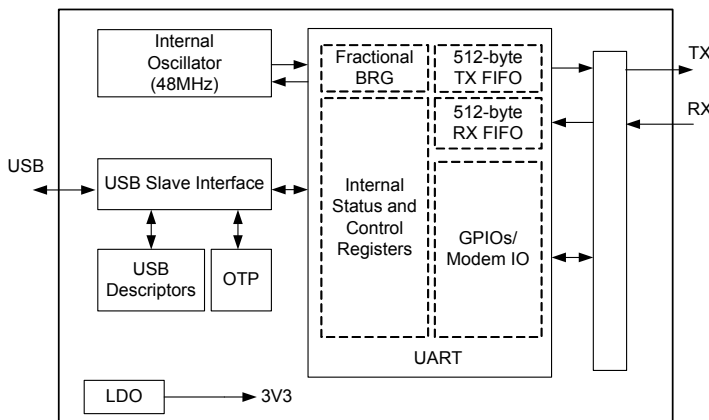 Internal
Oscillator
(48MHz)
Fractional
BRG
512-byte
TX FIFO
512-byte
RX FIFO
TX
RX
USB
USB Slave Interface
Internal
Status and
Control
Registers
GPIOs/
Modem IO
USB
Descriptors
OTP
UART
LDO
3V3